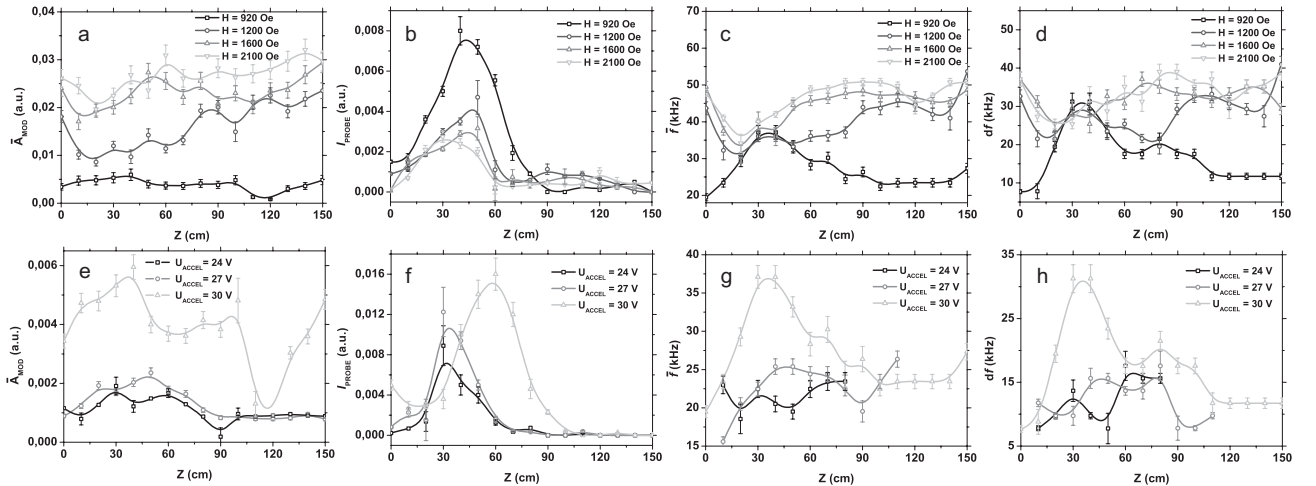 a
H = 920 Oe
H = 1200 Oe
H = 1600 Oe
H = 2100 Oe
Ā_MOD (a.u.)
0,04
0,03
0,02
0,01
0,00
0 30 60 90 120 150
Z (cm)
b
H = 920 Oe
H = 1200 Oe
H = 1600 Oe
H = 2100 Oe
I_PROBE (a.u.)
0,008
0,006
0,004
0,002
0,000
0 30 60 90 120 150
Z (cm)
c
H = 920 Oe
H = 1200 Oe
H = 1600 Oe
H = 2100 Oe
f̄ (kHz)
70
60
50
40
30
20
0 30 60 90 120 150
Z (cm)
d
H = 920 Oe
H = 1200 Oe
H = 1600 Oe
H = 2100 Oe
df (kHz)
50
40
30
20
10
0 30 60 90 120 150
Z (cm)
e
U_ACCEL = 24 V
U_ACCEL = 27 V
U_ACCEL = 30 V
Ā_MOD (a.u.)
0,006
0,004
0,002
0,000
0 30 60 90 120 150
Z (cm)
f
U_ACCEL = 24 V
U_ACCEL = 27 V
U_ACCEL = 30 V
I_PROBE (a.u.)
0,016
0,012
0,008
0,004
0,000
0 30 60 90 120 150
Z (cm)
g
U_ACCEL = 24 V
U_ACCEL = 27 V
U_ACCEL = 30 V
f̄ (kHz)
40
35
30
25
20
15
0 30 60 90 120 150
Z (cm)
h
U_ACCEL = 24 V
U_ACCEL = 27 V
U_ACCEL = 30 V
df (kHz)
35
25
15
5
0 30 60 90 120 150
Z (cm)